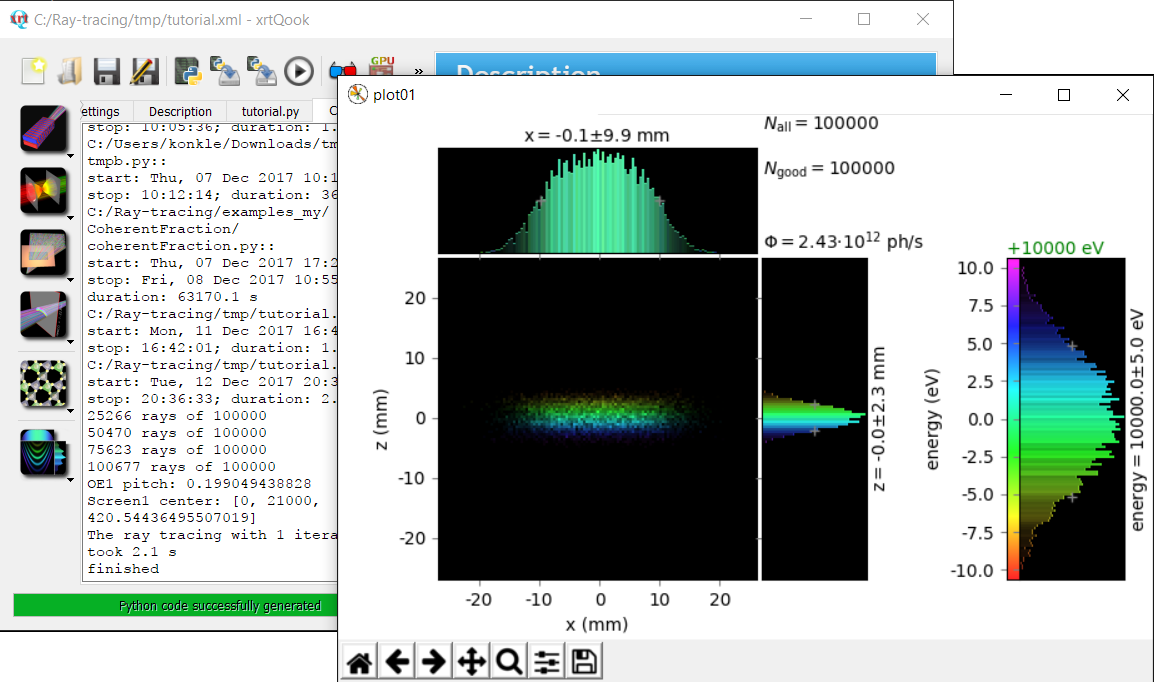 C:/Ray-tracing/tmp/tutorial.xml - xrtQook
GPU
»
Description
ettings
Description
tutorial.py
stop: 10:05:36; duration: 1.
C:/Users/konkle/Downloads/tm
tmpb.py::
start: Thu, 07 Dec 2017 10:1
stop: 10:12:14; duration: 36
C:/Ray-tracing/examples_my/
CoherentFraction/
coherentFraction.py::
start: Thu, 07 Dec 2017 17:2
stop: Fri, 08 Dec 2017 10:55
duration: 63170.1 s
C:/Ray-tracing/tmp/tutorial.
start: Mon, 11 Dec 2017 16:4
stop: 16:42:01; duration: 1.
C:/Ray-tracing/tmp/tutorial.
start: Tue, 12 Dec 2017 20:3
stop: 20:36:33; duration: 2.
25266 rays of 100000
50470 rays of 100000
75623 rays of 100000
100677 rays of 100000
OE1 pitch: 0.199049438828
Screen1 center: [0, 21000,
420.54436495507019]
The ray tracing with 1 itera
took 2.1 s
finished
Python code successfully generated
plot01
x = -0.1±9.9 mm
N_all = 100000
N_good = 100000
Φ = 2.43·10¹² ph/s
20
10
0
-10
-20
z (mm)
-20 -10 0 10 20
x (mm)
z = -0.0±2.3 mm
+10000 eV
10.0
7.5
5.0
2.5
0.0
-2.5
-5.0
-7.5
-10.0
energy (eV)
energy = 10000.0±5.0 eV